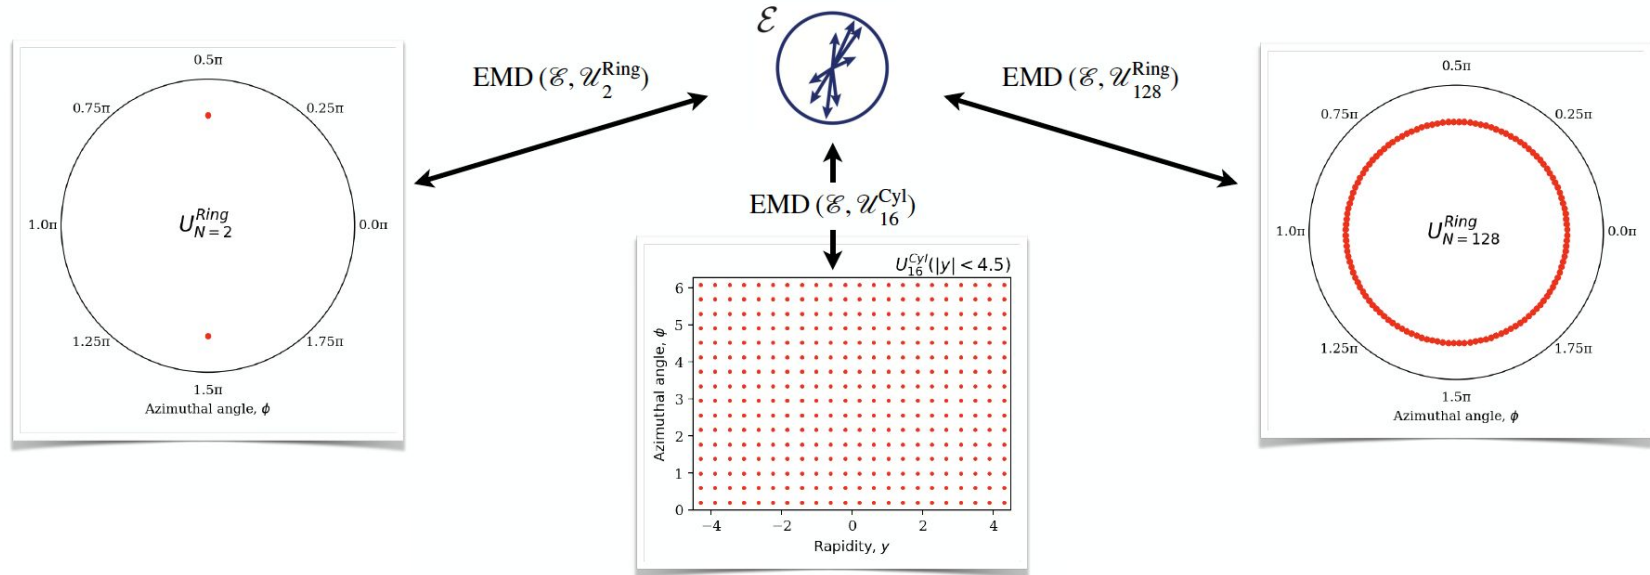 ℰ
EMD (ℰ, 𝒰₂^Ring)
EMD (ℰ, 𝒰₁₂₈^Ring)
EMD (ℰ, 𝒰₁₆^Cyl)
0.5π
0.75π
0.25π
1.0π
U_{N=2}^{Ring}
0.0π
1.25π
1.75π
1.5π
Azimuthal angle, ϕ
U_{16}^{Cyl}(|y| < 4.5)
6
5
4
3
2
1
0
Azimuthal angle, ϕ
−4
−2
0
2
4
Rapidity, y
0.5π
0.75π
0.25π
1.0π
U_{N=128}^{Ring}
0.0π
1.25π
1.75π
1.5π
Azimuthal angle, ϕ